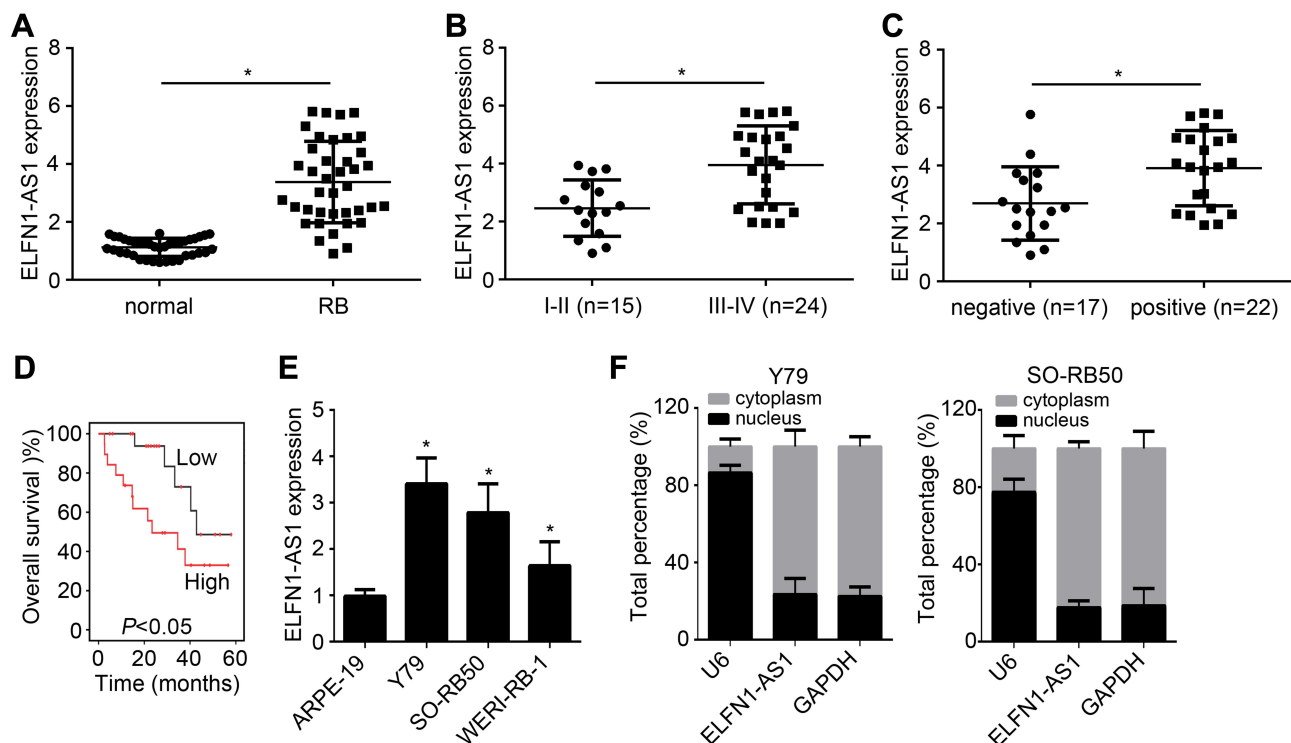 A
ELFN1-AS1 expression
8
6
4
2
0
*
normal
RB
B
ELFN1-AS1 expression
8
6
4
2
0
*
I-II (n=15)
III-IV (n=24)
C
ELFN1-AS1 expression
8
6
4
2
0
*
negative (n=17)
positive (n=22)
D
Overall survival )%)
100
80
60
40
20
0
Low
High
P<0.05
0 20 40 60
Time (months)
E
ELFN1-AS1 expression
5
4
3
2
1
0
*
*
*
ARPE-19
Y79
SO-RB50
WERI-RB-1
F
Y79
cytoplasm
nucleus
Total percentage (%)
120
80
40
0
U6
ELFN1-AS1
GAPDH
SO-RB50
cytoplasm
nucleus
Total percentage (%)
120
80
40
0
U6
ELFN1-AS1
GAPDH